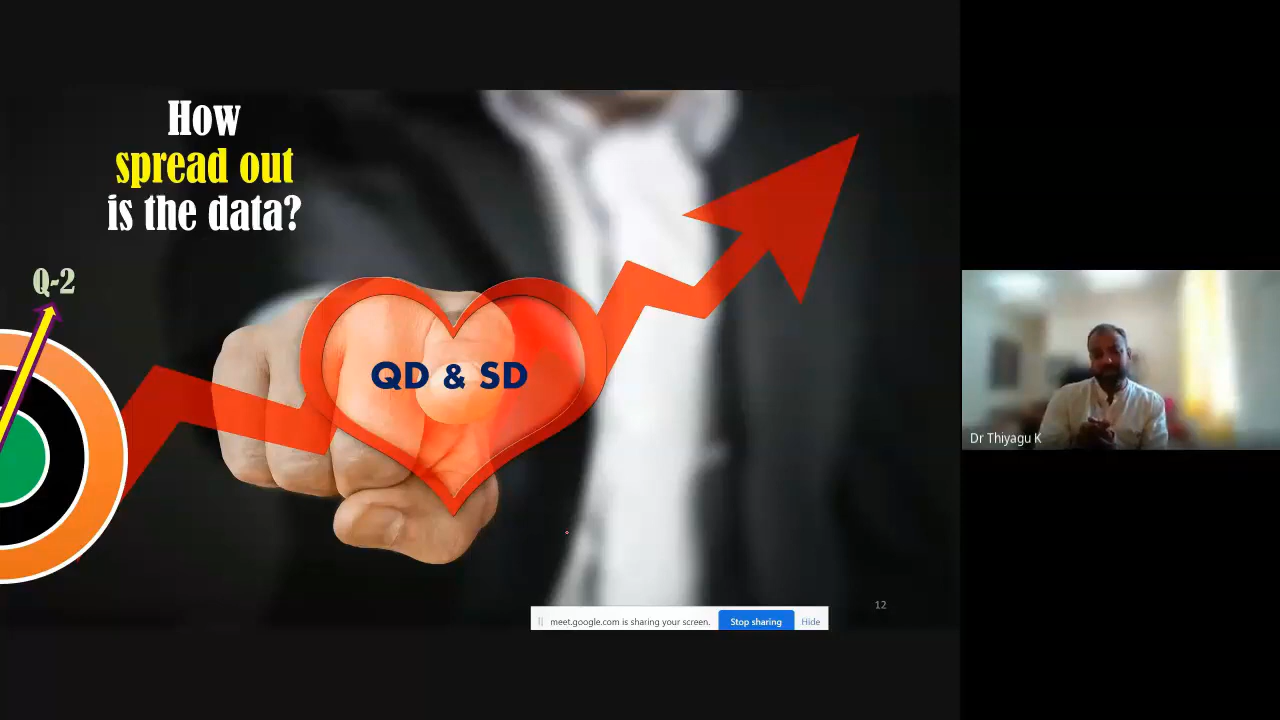 How
spread out
is the data?
Q-2
QD & SD
12
meet.google.com is sharing your screen.
Stop sharing
Hide
Dr Thiyagu K